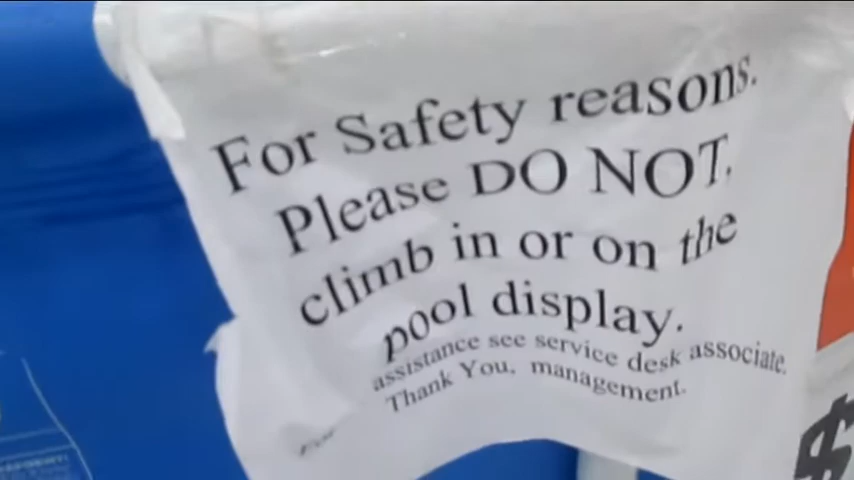 For Safety reasons.
Please DO NOT,
climb in or on the
pool display.
For assistance see service desk associate.
Thank You, management.
$